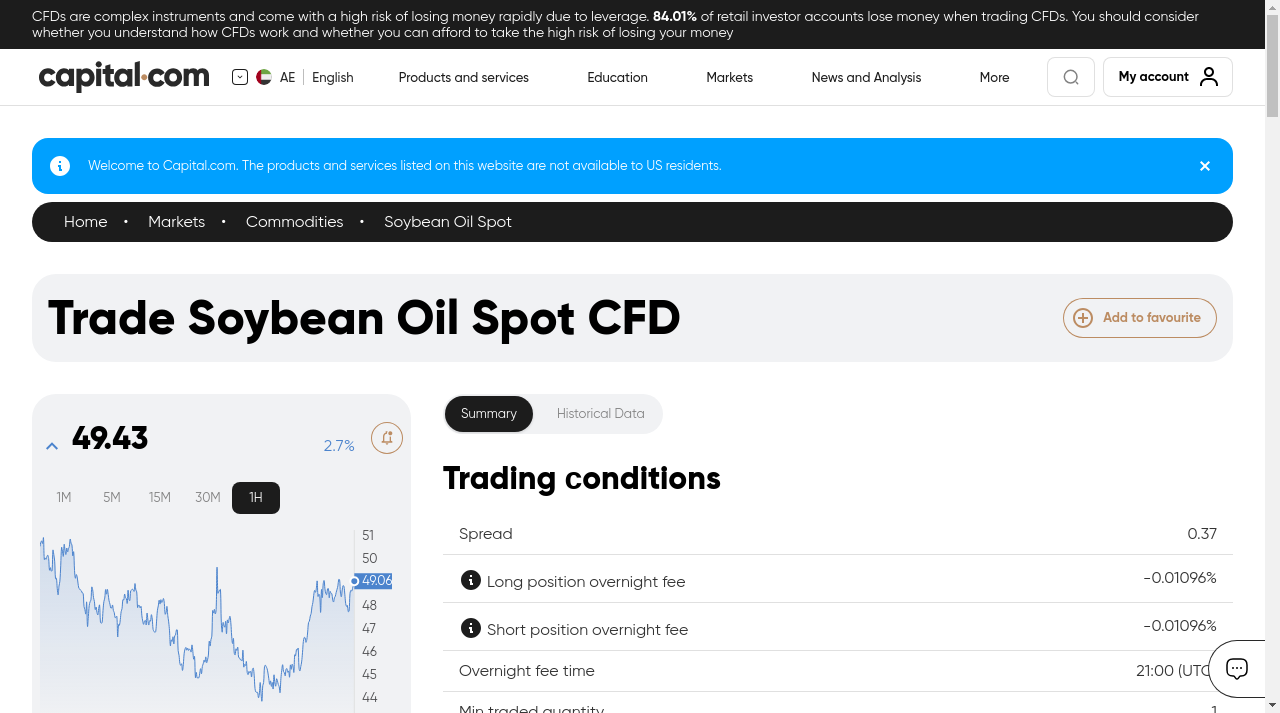 CFDs are complex instruments and come with a high risk of losing money rapidly due to leverage. 84.01% of retail investor accounts lose money when trading CFDs. You should consider
whether you understand how CFDs work and whether you can afford to take the high risk of losing your money
capital.com
AE English Products and services Education Markets News and Analysis More My account
Welcome to Capital.com. The products and services listed on this website are not available to US residents.
Home • Markets • Commodities • Soybean Oil Spot
Trade Soybean Oil Spot CFD
Add to favourite
49.43 2.7%
1M 5M 15M 30M 1H
51
50
49.06
48
47
46
45
44
Summary Historical Data
Trading conditions
Spread 0.37
Long position overnight fee -0.01096%
Short position overnight fee -0.01096%
Overnight fee time 21:00 (UTC
Min traded quantity 1